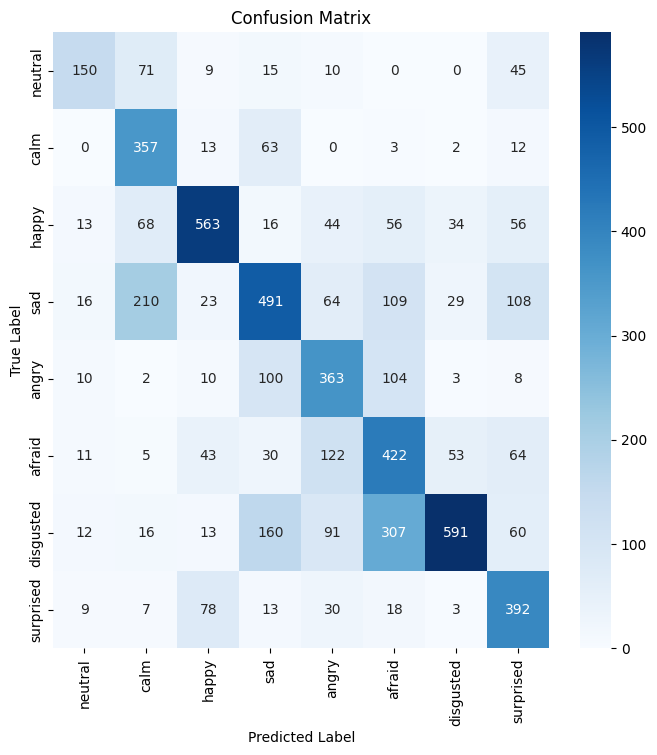 Confusion Matrix
True Label
neutral 150 71 9 15 10 0 0 45
calm 0 357 13 63 0 3 2 12
happy 13 68 563 16 44 56 34 56
sad 16 210 23 491 64 109 29 108
angry 10 2 10 100 363 104 3 8
afraid 11 5 43 30 122 422 53 64
disgusted 12 16 13 160 91 307 591 60
surprised 9 7 78 13 30 18 3 392
neutral calm happy sad angry afraid disgusted surprised
Predicted Label
500
400
300
200
100
0